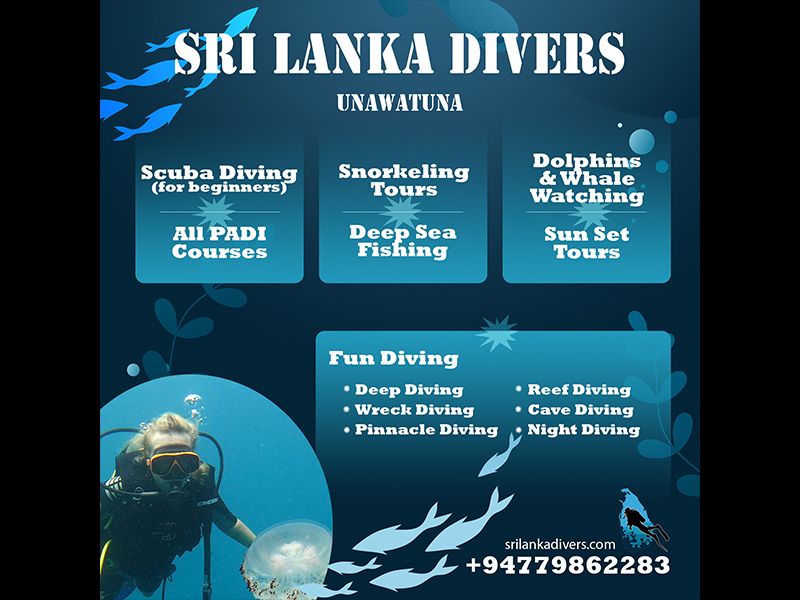 SRI LANKA DIVERS
UNAWATUNA
Scuba Diving
(for beginners)
All PADI
Courses
Snorkeling
Tours
Deep Sea
Fishing
Dolphins
& Whale
Watching
Sun Set
Tours
Fun Diving
• Deep Diving
• Wreck Diving
• Pinnacle Diving
• Reef Diving
• Cave Diving
• Night Diving
CRESSI
srilankadivers.com
+94779862283